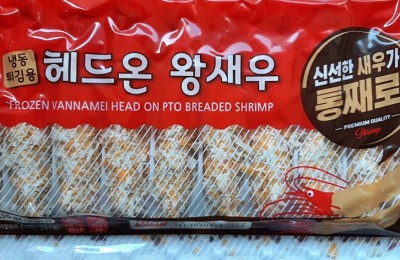 냉동
튀김용
헤드온 왕새우
FROZEN VANNAMEI HEAD ON PTO BREADED SHRIMP
신선한 새우가
통째로
PREMIUM QUALITY
Shrimp